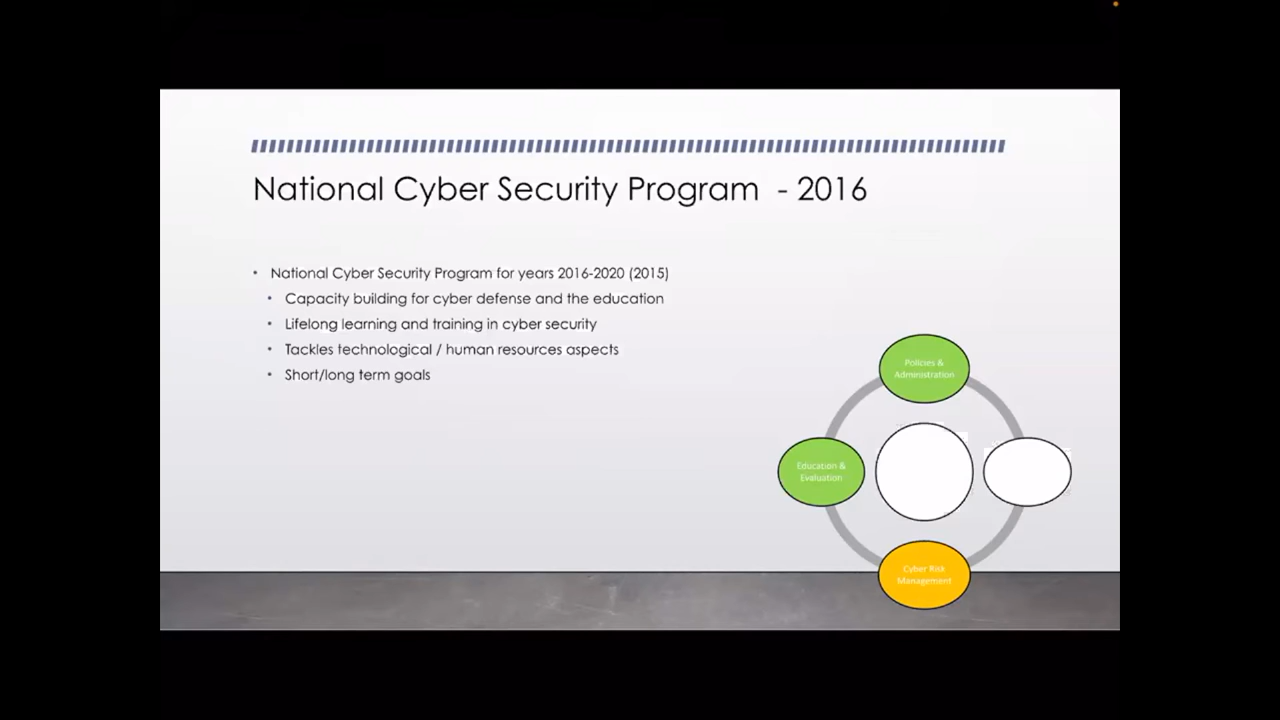 National Cyber Security Program - 2016
• National Cyber Security Program for years 2016-2020 (2015)
• Capacity building for cyber defense and the education
• Lifelong learning and training in cyber security
• Tackles technological / human resources aspects
• Short/long term goals
Policies &
Administration
Education &
Evaluation
Cyber Risk
Management